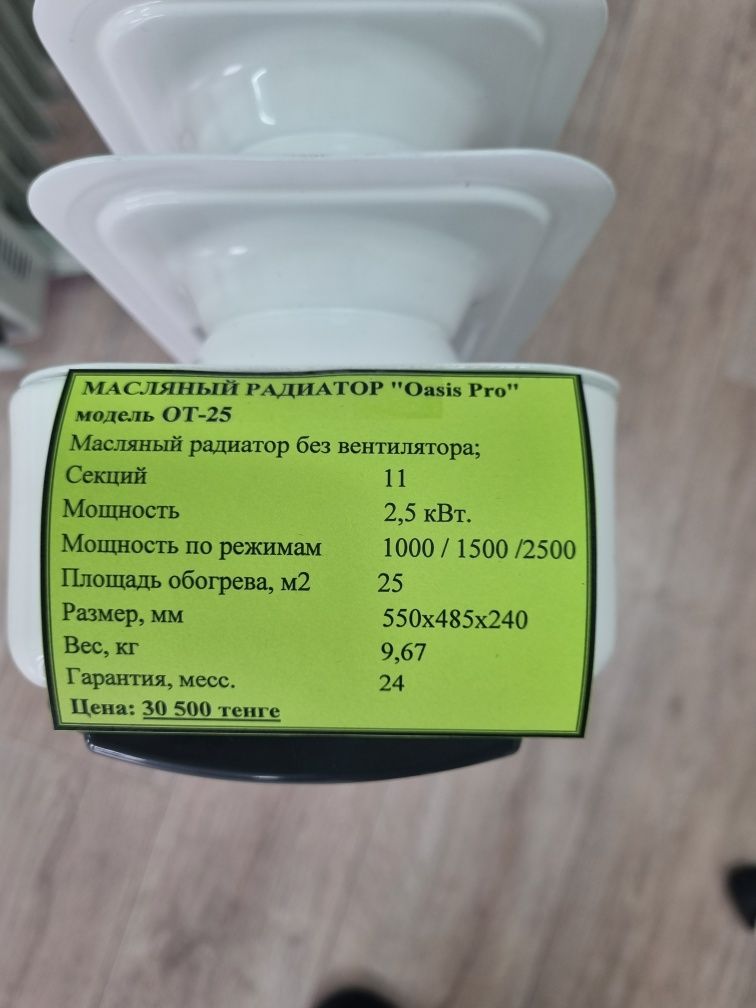 МАСЛЯНЫЙ РАДИАТОР "Oasis Pro"
модель OT-25
Масляный радиатор без вентилятора;
Секций 11
Мощность 2,5 кВт.
Мощность по режимам 1000 / 1500 /2500
Площадь обогрева, м2 25
Размер, мм 550x485x240
Вес, кг 9,67
Гарантия, месс. 24
Цена: 30 500 тенге